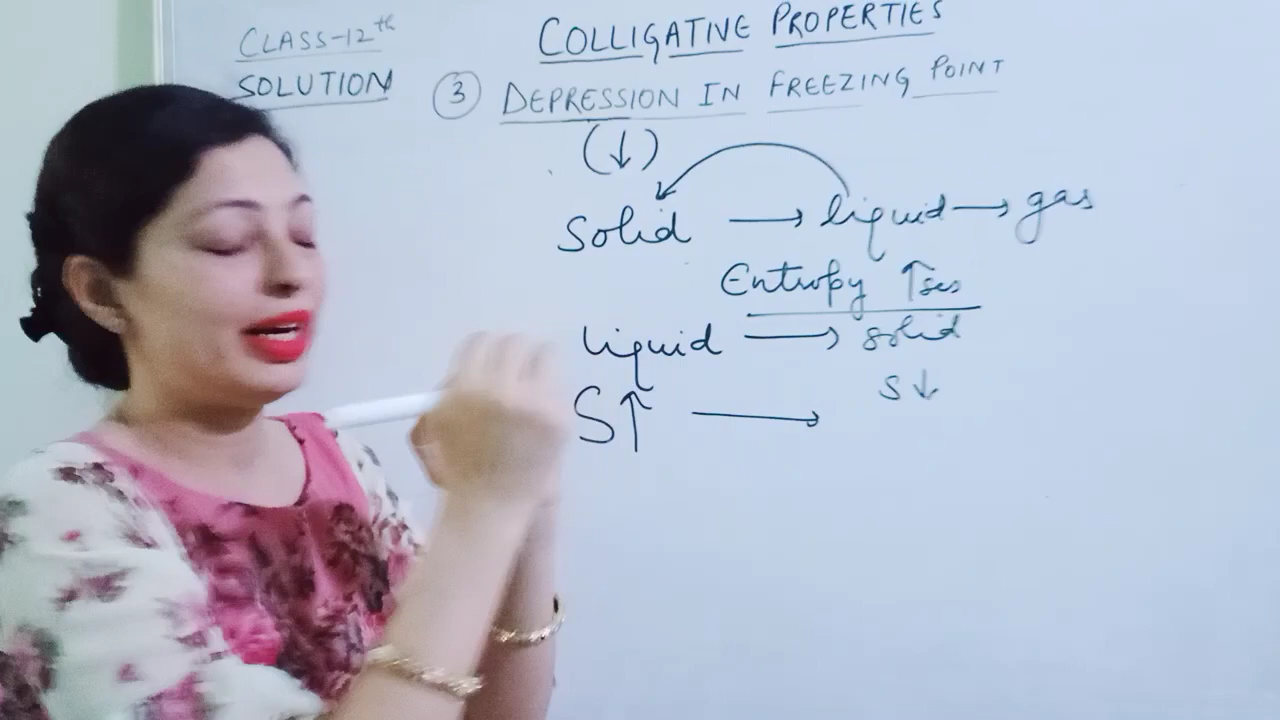 CLASS-12th
SOLUTION
COLLIGATIVE PROPERTIES
③ DEPRESSION IN FREEZING POINT
(↓)
Solid → liquid → gas
Entropy ↑ses
liquid → solid
S↓
S↑ →